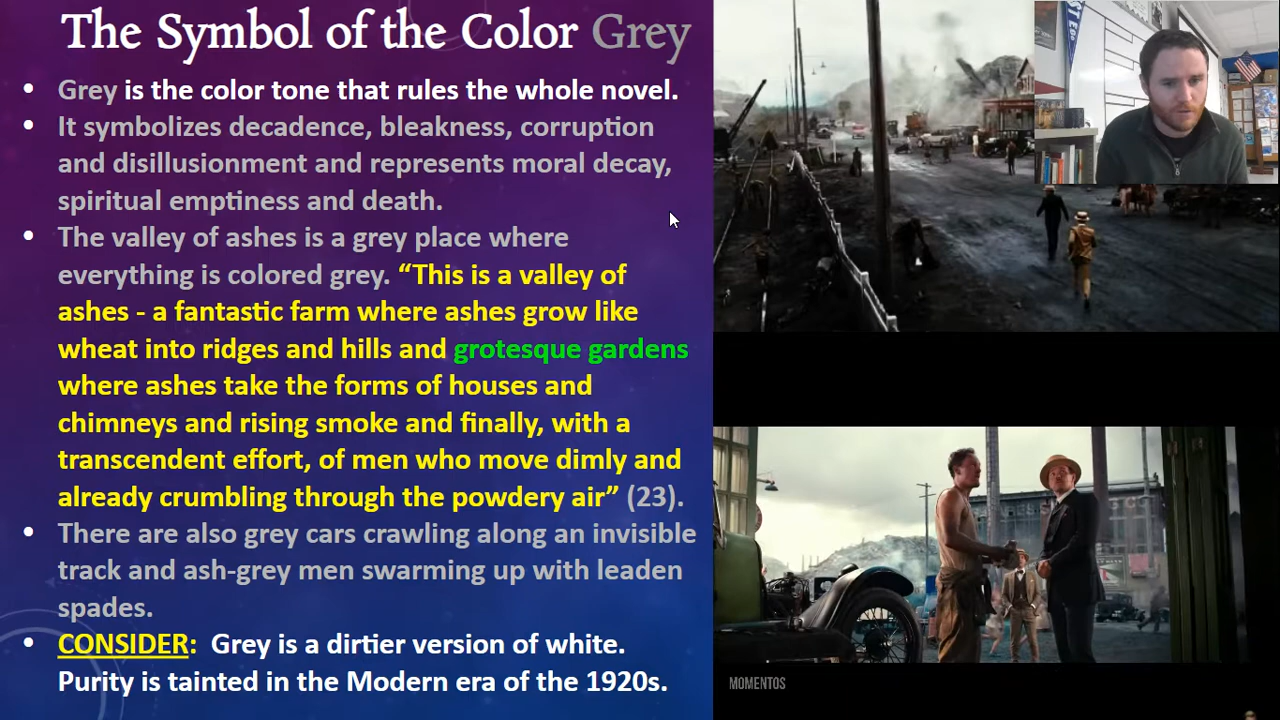 The Symbol of the Color Grey
• Grey is the color tone that rules the whole novel.
• It symbolizes decadence, bleakness, corruption
and disillusionment and represents moral decay,
spiritual emptiness and death.
• The valley of ashes is a grey place where
everything is colored grey. “This is a valley of
ashes - a fantastic farm where ashes grow like
wheat into ridges and hills and grotesque gardens
where ashes take the forms of houses and
chimneys and rising smoke and finally, with a
transcendent effort, of men who move dimly and
already crumbling through the powdery air” (23).
• There are also grey cars crawling along an invisible
track and ash-grey men swarming up with leaden
spades.
• CONSIDER: Grey is a dirtier version of white.
Purity is tainted in the Modern era of the 1920s.
MOMENTOS